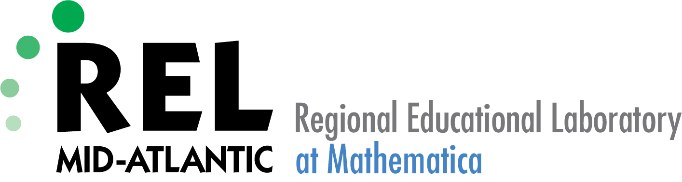 REL
MID-ATLANTIC
Regional Educational Laboratory
at Mathematica